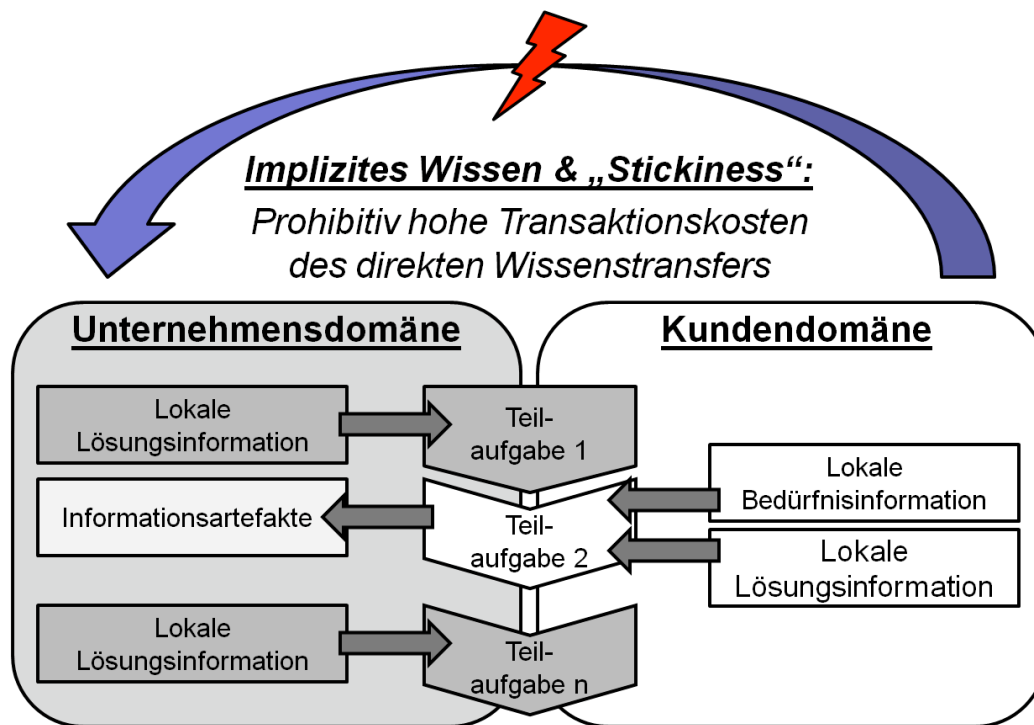 Implizites Wissen & „Stickiness“:
Prohibitiv hohe Transaktionskosten
des direkten Wissenstransfers
Unternehmensdomäne
Kundendomäne
Lokale
Lösungsinformation
Teil-
aufgabe 1
Lokale
Bedürfnisinformation
Informationsartefakte
Teil-
aufgabe 2
Lokale
Lösungsinformation
Lokale
Lösungsinformation
Teil-
aufgabe n